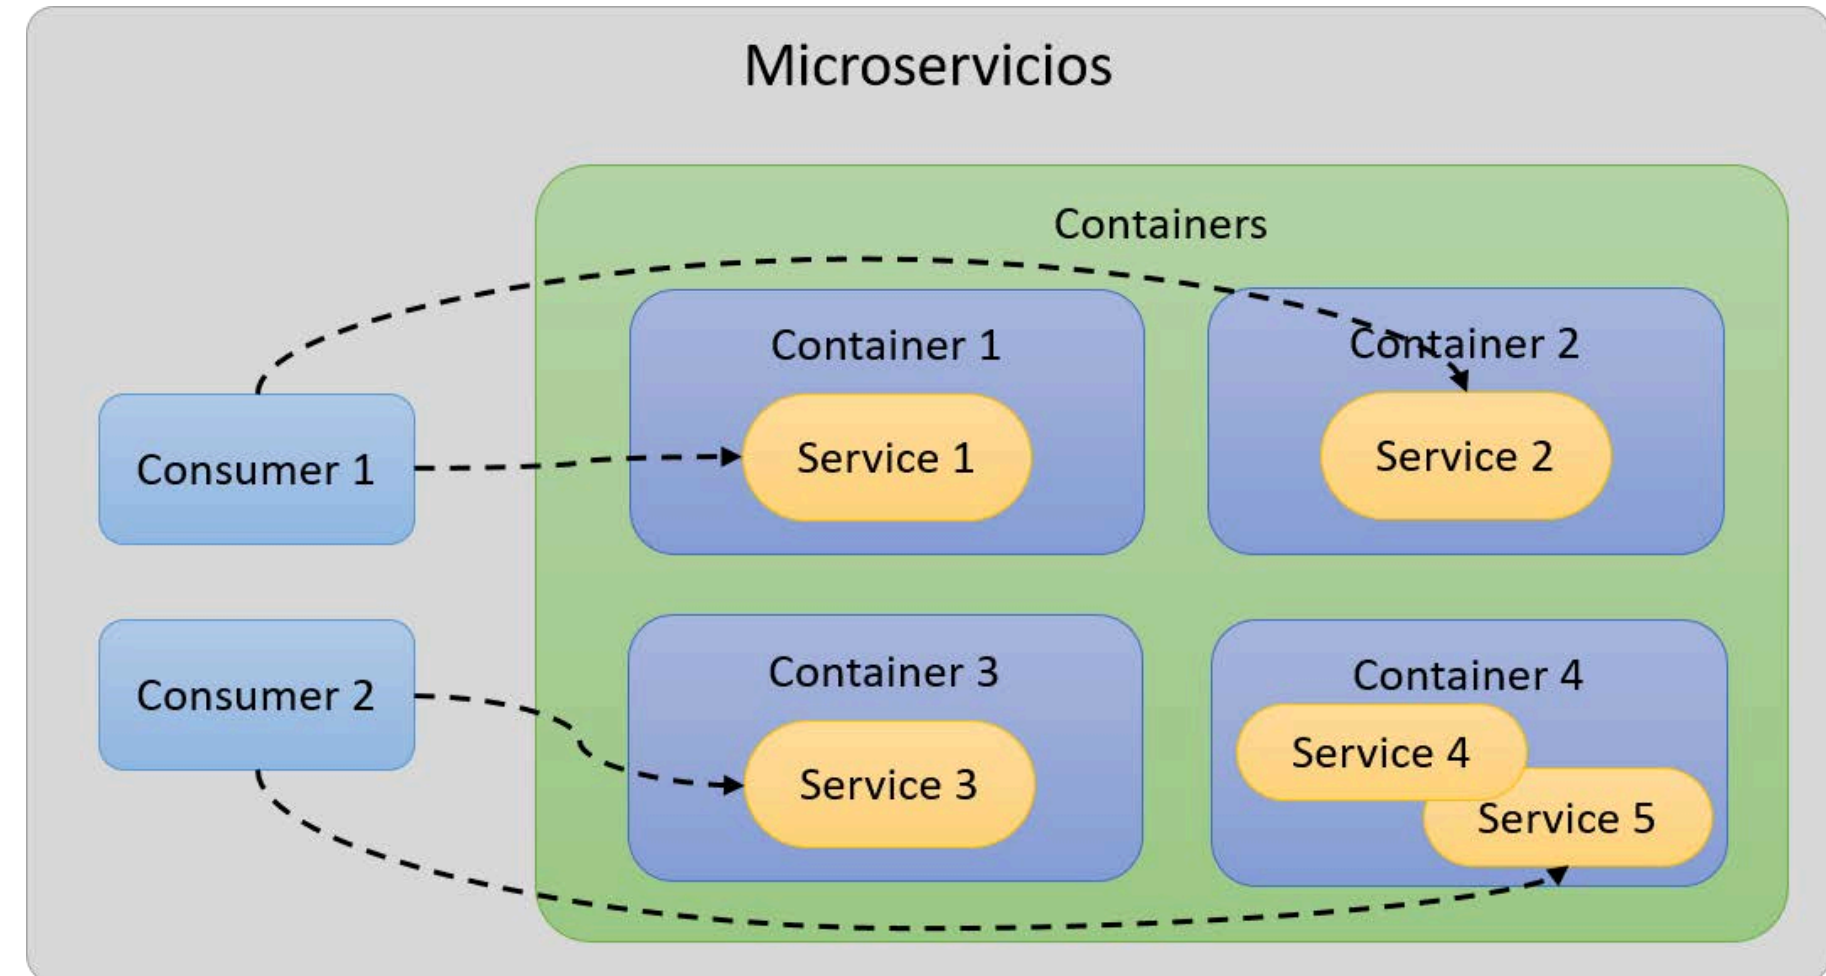 Microservicios
Containers
Container 1
Container 2
Consumer 1
Service 1
Service 2
Consumer 2
Container 3
Container 4
Service 3
Service 4
Service 5